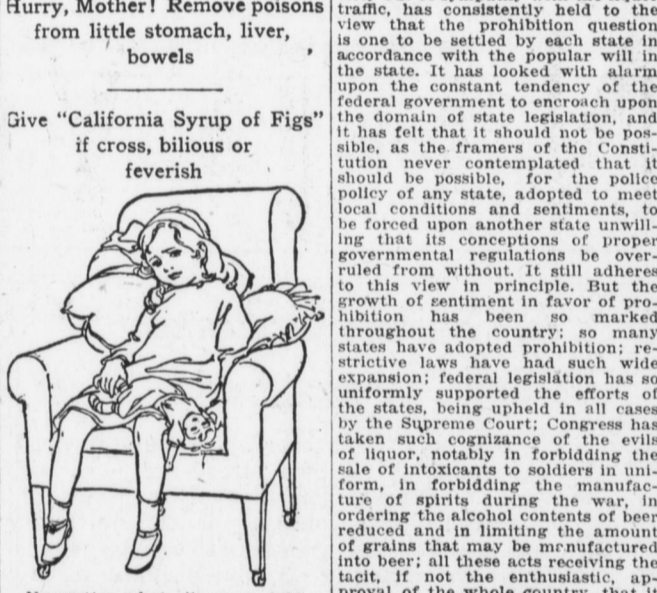 Hurry, Mother! Remove poisons
from little stomach, liver,
bowels
Give "California Syrup of Figs"
if cross, bilious or
feverish
traffic, has consistently held to the
view that the prohibition question
is one to be settled by each state in
accordance with the popular will in
the state. It has looked with alarm
upon the constant tendency of the
federal government to encroach upon
the domain of state legislation, and
it has felt that it should not be pos-
sible, as the framers of the Consti-
tution never contemplated that it
should be possible, for the police
policy of any state, adopted to meet
local conditions and sentiments, to
be forced upon another state unwill-
ing that its conceptions of proper
governmental regulations be over-
ruled from without. It still adheres
to this view in principle. But the
growth of sentiment in favor of pro-
hibition has been so marked
throughout the country; so many
states have adopted prohibition; re-
strictive laws have had such wide
expansion; federal legislation has so
uniformly supported the efforts of
the states, being upheld in all cases
by the Supreme Court; Congress has
taken such cognizance of the evils
of liquor, notably in forbidding the
sale of intoxicants to soldiers in uni-
form, in forbidding the manufac-
ture of spirits during the war, in
ordering the alcohol contents of beer
reduced and in limiting the amount
of grains that may be manufactured
into beer; all these acts receiving the
tacit, if not the enthusiastic, ap-
proval of the whole country, that it